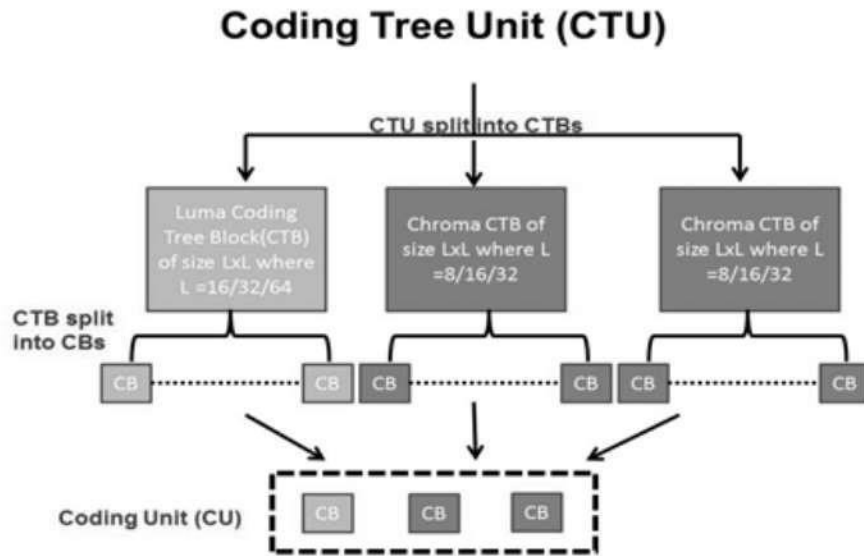 Coding Tree Unit (CTU)
CTU split into CTBs
Luma Coding
Tree Block(CTB)
of size LxL where
L =16/32/64
Chroma CTB of
size LxL where L
=8/16/32
Chroma CTB of
size LxL where L
=8/16/32
CTB split
into CBs
CB
CB
CB
CB
CB
CB
Coding Unit (CU)
CB
CB
CB